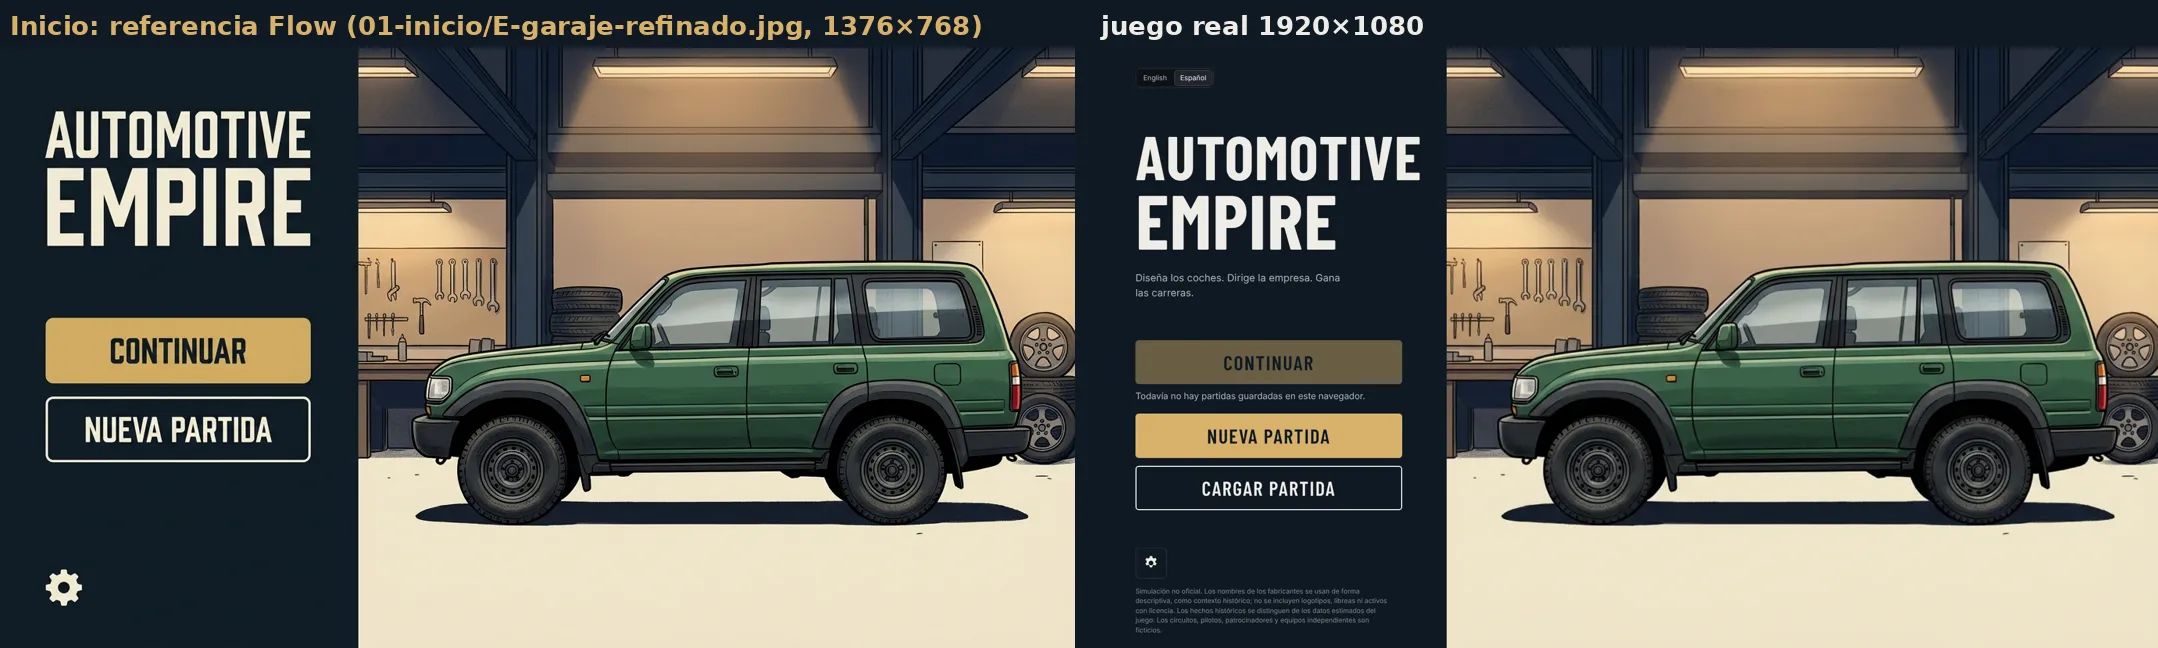 Inicio: referencia Flow (01-inicio/E-garaje-refinado.jpg, 1376×768)
AUTOMOTIVE
EMPIRE
CONTINUAR
NUEVA PARTIDA
juego real 1920×1080
English Español
AUTOMOTIVE
EMPIRE
Diseña los coches. Dirige la empresa. Gana
las carreras.
CONTINUAR
Todavía no hay partidas guardadas en este navegador.
NUEVA PARTIDA
CARGAR PARTIDA
Simulación no oficial. Los nombres de los fabricantes se usan de forma
descriptiva, como contexto histórico; no se incluyen logotipos, libreas ni activos
con licencia. Los hechos históricos se distinguen de los datos estimados del
juego: Los circuitos, pilotos, patrocinadores y equipos independientes son
ficticios.